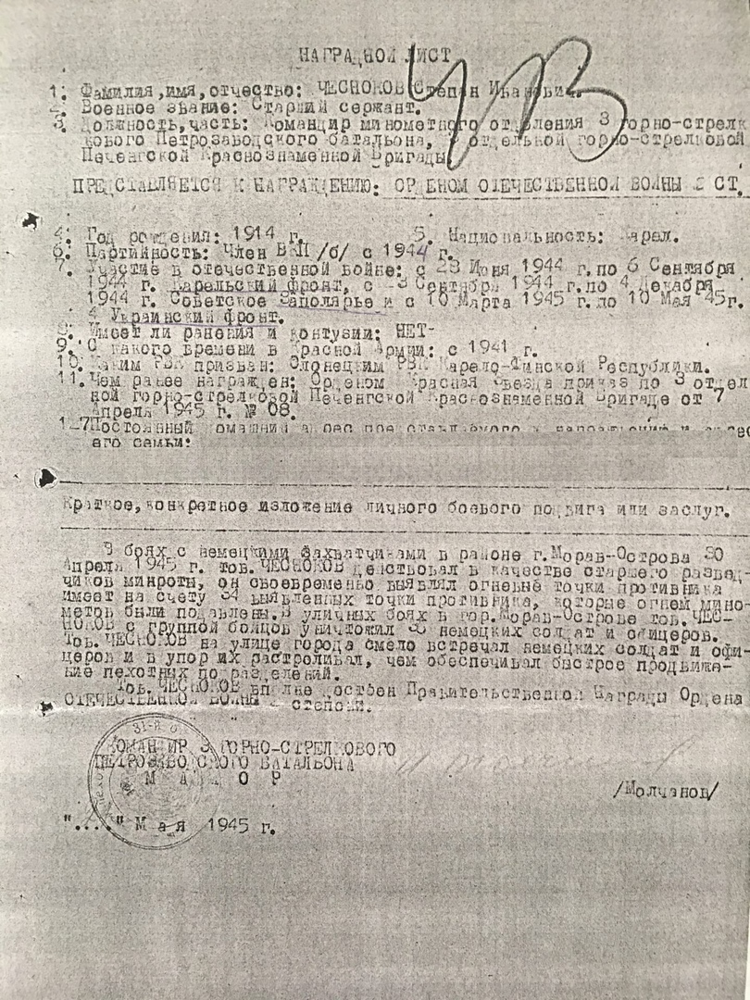 НАГРАДНОЙ ЛИСТ
1. Фамилия,имя,отчество: ЧЕСНОКОВ Степан Иванович.
2. Военное звание: Старший сержант.
3. Должность,часть: Командир минометного отделения 3 горно-стрелк
кового Петрозаводского батальона, отдельной горно-стрелковой
Печенгской Краснознаменной Бригады
ПРЕДСТАВЛЯЕТСЯ К НАГРАЖДЕНИЮ: ОРДЕНОМ ОТЕЧЕСТВЕННОЙ ВОЙНЫ СТ.
4. Год рождения: 1914 г. 5. Национальность: Карел.
6. Партийность: Член ВКП /б/ с 1944 г.
7. Участие в отечественной войне: с 23 Июня 1944 г.по 6 Сентября
1944 г. Карельский фронт, с Сентября 1944 г.по 4 Декабря
1944 г. Советское Заполярье и с 10 Марта 1945 г.по 10 Мая 45г.
4 Украинский фронт.
8. Имеет ли ранения и контузии: НЕТ-
9. С какого времени в Красной Армии: с 1941 г.
10. Каким РВК призван: Олонецким РВК Карело-Финской Республики.
11. Чем ранее награжден: Орденом Красная Звезда приказ по 3 отдел
ной горно-стрелковой Печенгской Краснознаменной Бригаде от 7
Апреля 1945 г. № 08.
12 Постоянный домашний адрес представляемого к награждению и адрес
его семьи:
Краткое,конкретное изложение личного боевого подвига или заслуг.
В боях с немецкими захватчиками в районе г.Морав-Острова 30
Апреля 1945 г. тов.ЧЕСНОКОВ действовал в качестве старшего развед-
чиков минроты, он своевременно выявлял огневые точки противника
имеет на счету 34 выявленных точки противника, которые огнем мино-
метов были подавлены.В уличных боях в гор.Морав-Острове тов.ЧЕС-
НОКОВ с группой бойцов уничтожил немецких солдат и офицеров.
Тов.ЧЕСНОКОВ на улице города смело встречал немецких солдат и офи-
церов и в упор их растроливал, чем обеспечивал быстрое продвиже-
ние пехотных подразделений.
Тов.ЧЕСНОКОВ вполне достоен Правительственной Награды Ордена
ОТЕЧЕСТВЕННОЙ ВОЙНЫ степени.
КОМАНДИР 3 ГОРНО-СТРЕЛКОВОГО
ПЕТРОЗАВОДСКОГО БАТАЛЬОНА
М А Й О Р
/Молчанов/
"...." М а я 1945 г.